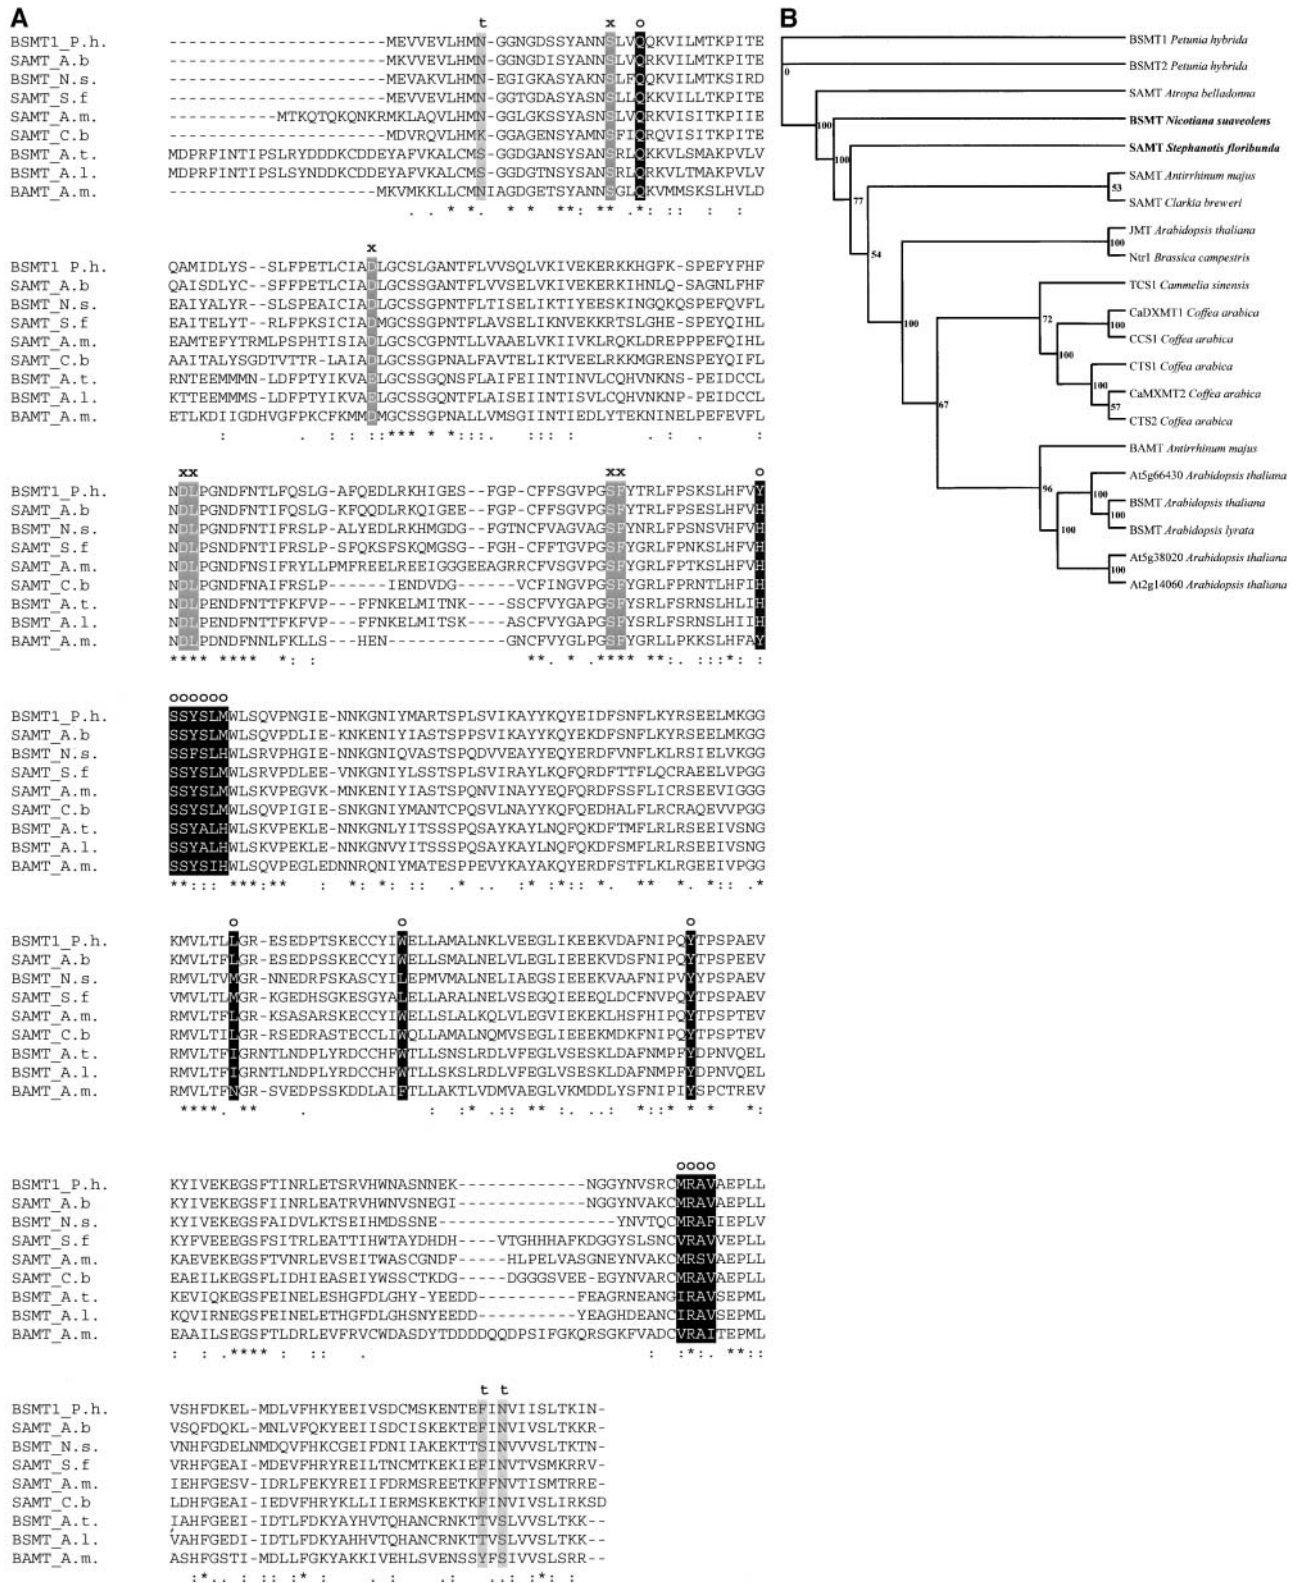 A
t x o
BSMT1_P.h. ---------------------MEVVEVLHMN-GGNGDSSYANNSLVQQKVILMTKPITE
SAMT_A.b ---------------------MKVVEVLHMN-GGNGDISYANNSLVQRKVILMTKPITE
BSMT_N.s. ---------------------MEVAKVLHMN-EGIGKASYAKNSLFQQKVILMTKSIRD
SAMT_S.f ---------------------MEVVEVLHMN-GGTGDASYASNSLLQKKVILLTKPITE
SAMT_A.m. -----------MTKQTQKQNKRMKLAQVLHMN-GGLGKSSYASNSLVQRKVISITKPIIE
SAMT_C.b --------------------MDVRQVLHMK-GGAGENSYAMNSFIQRQVISITKPITE
BSMT_A.t. MDPRFINTIPSLRYDDDKCDDEYAFVKALCMS-GGDGANSYSANSRLQKKVLSMAKPVLV
BSMT_A.l. MDPRFINTIPSLSYNDDDKCDDEYAFVKALCMS-GGDGTNSYSANSRLQRKVLTMAKPVLV
BAMT_A.m. ---------------------MKVMKKLLCMNIAGDGETSYANNSGLQKVMMSKSLHVLD
x
BSMT1 P.h. QAMIDLYS--SLFPETLCIADLGCSLGANTFLVVSQLVKIVEKERKKHGFK-SPEFYFHF
SAMT_A.b QAISDLYC--SFFPETLCIADLGCSSGANTFLVVSELVKVIEKERKIHNLQ-SAGNLFHF
BSMT_N.s. EAIYALYR--SLSPEAICIADLGCSSGPNTFLTISELIKTIYEESKINGQKQSPEFQVFL
SAMT_S.f EAITELYT--RLFPKSICIADMGCSSGPNTFLAVSELIKNVEKKRTSLGHE-SPEYQIHL
SAMT_A.m. EAMTEFYTRMLPSPHTISIADLGCSCGPNTLLVAAELVKIIVKLRQKLDREPPPEFQIHL
SAMT_C.b. AAITALYSGDTVTTR-LAIADLGCSSGPNALFAVTELIKTVEELRKKMGRENSPEYQIFL
BSMT_A.t. RNTEEMMMN-LDFPTYIKVAELGCSSGQNSFLAIFEIINTINVLCQHVNKNS-PEIDCCL
BSMT_A.l. KTTEEMMMS-LDFPTYIKVAELGCSSGQNTFLAISEIINTISVLCQHVNKNP-PEIDCCL
BAMT_A.m. ETLKDIIGDHVGFPKCFKMMDMGCSSGPNALLVMSGIINTIEDLYTEKNINELPEFEVFL
xx xx o
BSMT1_P.h. NDLPGNDFNTLFQSLG-AFQEDLRKHIGES--FGP-CFFSGVPGSFYTRLFPSKSLHFVY
SAMT_A.b NDLPGNDFNTIFQSLG-KFQQDLRKQIGEE--FGP-CFFSGVPGSFYTRLFPSESLHFVH
BSMT_N.s. NDLPGNDFNTIFRSLP-ALYEDLRKHMGDG--FGTNCFVAGVAGSFYNRLFPSNSVHFVH
SAMT_S.f NDLPSNDFNTIFRSLP-SFQKSFSKQMGSG--FGH-CFFTGVPGSFYGRLFPNKSLHFVH
SAMT_A.m. NDLPGNDFNSIFRYLLPMFREELREEIGGGEEAGRRCFVSGVPGSFYGRLFPTKSLHFVH
SAMT_C.b NDLPGNDFNAIFRSLP------IENDVDG------VCFINGVPGSFYGRLFPRNTLHFIH
BSMT_A.t. NDLPENDFNTTFKFVP---FFNKELMITNK-----SSCFVYGAPGSFYSRLFSRNSLHLIH
BSMT_A.l. NDLPENDFNTTFKFVP---FFNKELMITSK-----ASCFVYGAPGSFYSRLFSRNSLHIIH
BAMT_A.m. NDLPDNDFNNLFKLLS---HEN------------GNCFVYGLPGSFYGRLLPKKSLHFAY
oooooo
BSMT1_P.h. SSYSLMWLSQVPNGIE-NNKGNIYMARTSPLSVIKAYYKQYEIDFSNFLKYRSEELMKGG
SAMT_A.b SSYSLMWLSQVPDLIE-KNKENIYIASTSPPSVIKAYYKQYEKDFSNFLKYRSEELMKGG
BSMT_N.s. SSFSLHWLSRVPHGIE-NNKGNIQVASTSPQDVVEAYYEQYERDFVNFLKLRSIELVKGG
SAMT_S.f SSYSLMWLSRVPDLEE-VNKGNIYLSSTSPLSVIRAYLKQFQRDFTTFLQCRAEELVPGG
SAMT_A.m. SSYSLMWLSKVPEGVK-MNKENIYIASTSPQNVINAYYEQFQRDFSSFLICRSEEVIGGG
SAMT_C.b SSYSLMWLSQVPIGIE-SNKGNIYMANTCPQSVLNAYYKQFQEDHALFLRCRAQEVVPGG
BSMT_A.t. SSYALHWLSKVPEKLE-NNKGNLYITSSSPQSAYKAYLNQFQKDFTMFLRLRSEEIVSNG
BSMT_A.l. SSYALHWLSKVPEKLE-NNKGNVYITSSSPQSAYKAYLNQFQKDFSMFLRLRSEEIVSNG
BAMT_A.m. SSYSIHWLSQVPEGLEDNNRQNIYMATESPPEVYKAYAKQYERDFSTFLKLRGEEIVPGG
o o o
BSMT1_P.h. KMVLTLLGR-ESEDPTSKECCYIWELLAMALNKLVEEGLIKEEKVDAFNIPQYTPSPAEV
SAMT_A.b KMVLTFLGR-ESEDPSSKECCYIWELLSMALNELVLEGLIEEEKVDSFNIPQYTPSPEEV
BSMT_N.s RMVLTVMGR-NNEDRFSKASCYILEPMVMALNELIAEGSIEEEKVAAFNIPVYYPSPAEV
SAMT_S.f VMVLTLMGR-KGEDHSGKESGYALELLARALNELVSEGQIEEEQLDCFNVPQYTPSPAEV
SAMT_A.m. RMVLTFLGR-KSASARSKECCYIWELLSLALKQLVLEGVIEKEKLHSFHIPQYTPSPTEV
SAMT_C.b RMVLTILGR-RSEDRASTECCLIWQLLAMALNQMVSEGLIEEEKMDKFNIPQYTPSPTEV
BSMT_A.t. RMVLTFIGRNTLNDPLYRDCCHFWTLLSNSLRDLVFEGLVSESKLDAFNMPFYDPNVQEL
BSMT_A.l. RMVLTFIGRNTLNDPLYRDCCHFWTLLSKSLRDLVFEGLVSESKLDAFNMPFYDPNVQEL
BAMT_A.m. RMVLTFNGR-SVEDPSSKDDLAIFTLLAKTLVDMVAEGLVKMDDLYSFNIPIYSPCTREV
oooo
BSMT1_P.h. KYIVEKEGSFTINRLETSRVHWNASNNEK-------------NGGYNVSRCMRAVAEPLL
SAMT_A.b KYIVEKEGSFTINRLEATRVHWNVSNEGI-------------NGGYNVAKCMRAVAEPLL
BSMT_N.s. KYIVEKEGSFAIDVLKTSEIHMDSSNE------------------YNVTQCMRAFIEPLV
SAMT_S.f KYFVEEEGSFSITRLEATTIHWTAYDHDH----VTGHHHAFKDGGYSLSNCVRAVVEPLL
SAMT_A.m. KAEVEKEGSFTVNRLEVSEITWASCGNDF-----HLPELVASGNEYNVAKCMRSVAEPLL
SAMT_C.b EAEILKEGSFLIDHIEASEIYWSSCTKDG-----DGGGSVEE-EGYNVARCMRAVAEPLL
BSMT_A.t. KEVIQKEGSFEINELESHGFDLGHY-YEEDD----------FEAGRNEANGIRAVSEPML
BSMT_A.l. KQVIRNEGSFEINELETHGFDLGHSNYEEDD----------YEAGHDEANCIRAVSEPML
BAMT_A.m. EAAILSEGSFTLDRLEVFRVCWDASDYTDDDDQQDPSIFGKQRSGKFVADCVRAITEPML
t t
BSMT1_P.h. VSHFDKEL-MDLVFHKYEEIVSDCMSKENTEFINVIISLTKIN-
SAMT_A.b VSQFDQKL-MNLVFQKYEEIISDCISKEKTEFINVIVSLTKKR-
BSMT_N.s. VNHFGDELNMDQVFHKCGEIFDNIIAKEKTTSINVVVSLTKTN-
SAMT_S.f VRHFGEAI-MDEVFHRYREILTNCMTKEKIEFINVTVSMKRRV-
SAMT_A.m. IEHFGESV-IDRLFEKYREIIFDRMSREETKFFNVTISMTRRE-
SAMT_C.b LDHFGEAI-IEDVFHRYKLLIIERMSKEKTKFINVIVSLIRKSD
BSMT_A.t. IAHFGEEI-IDTLFDKYAYHVTQHANCRNKTTVSLVVSLTKK--
BSMT_A.l. VAHFGEDI-IDTLFDKYAHHVTQHANCRNKTTVSLVVSLTKK--
BAMT_A.m. ASHFGSTI-MDLLFGKYAKKIVEHLSVENSSYFSIVVSLSRR--
B
BSMT1 Petunia hybrida
BSMT2 Petunia hybrida
0
SAMT Atropa belladonna
100
BSMT Nicotiana suaveolens
100
SAMT Stephanotis floribunda
77
SAMT Antirrhinum majus
53
SAMT Clarkia breweri
54
JMT Arabidopsis thaliana
100
Ntr1 Brassica campestris
100
TCS1 Cammelia sinensis
72
CaDXMT1 Coffea arabica
100
CCS1 Coffea arabica
100
CTS1 Coffea arabica
100
CaMXMT2 Coffea arabica
57
CTS2 Coffea arabica
67
BAMT Antirrhinum majus
96
At5g66430 Arabidopsis thaliana
100
BSMT Arabidopsis thaliana
100
BSMT Arabidopsis lyrata
100
At5g38020 Arabidopsis thaliana
100
At2g14060 Arabidopsis thaliana